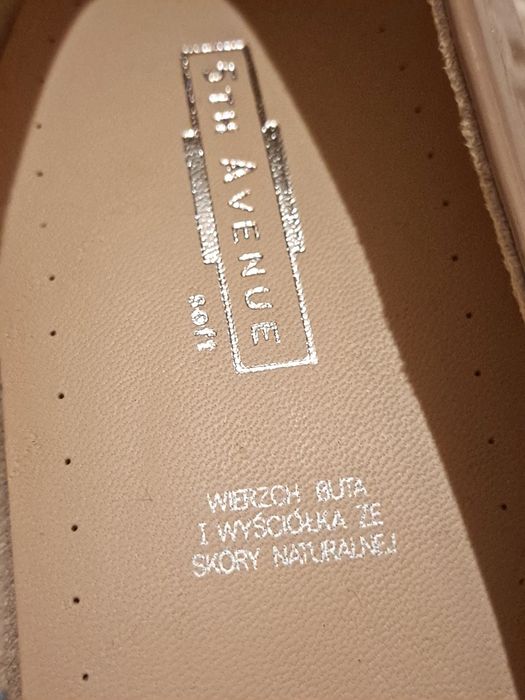 5TH AVENUE
soft
WIERZCH BUTA
I WYŚCIÓŁKA ZE
SKÓRY NATURALNEJ